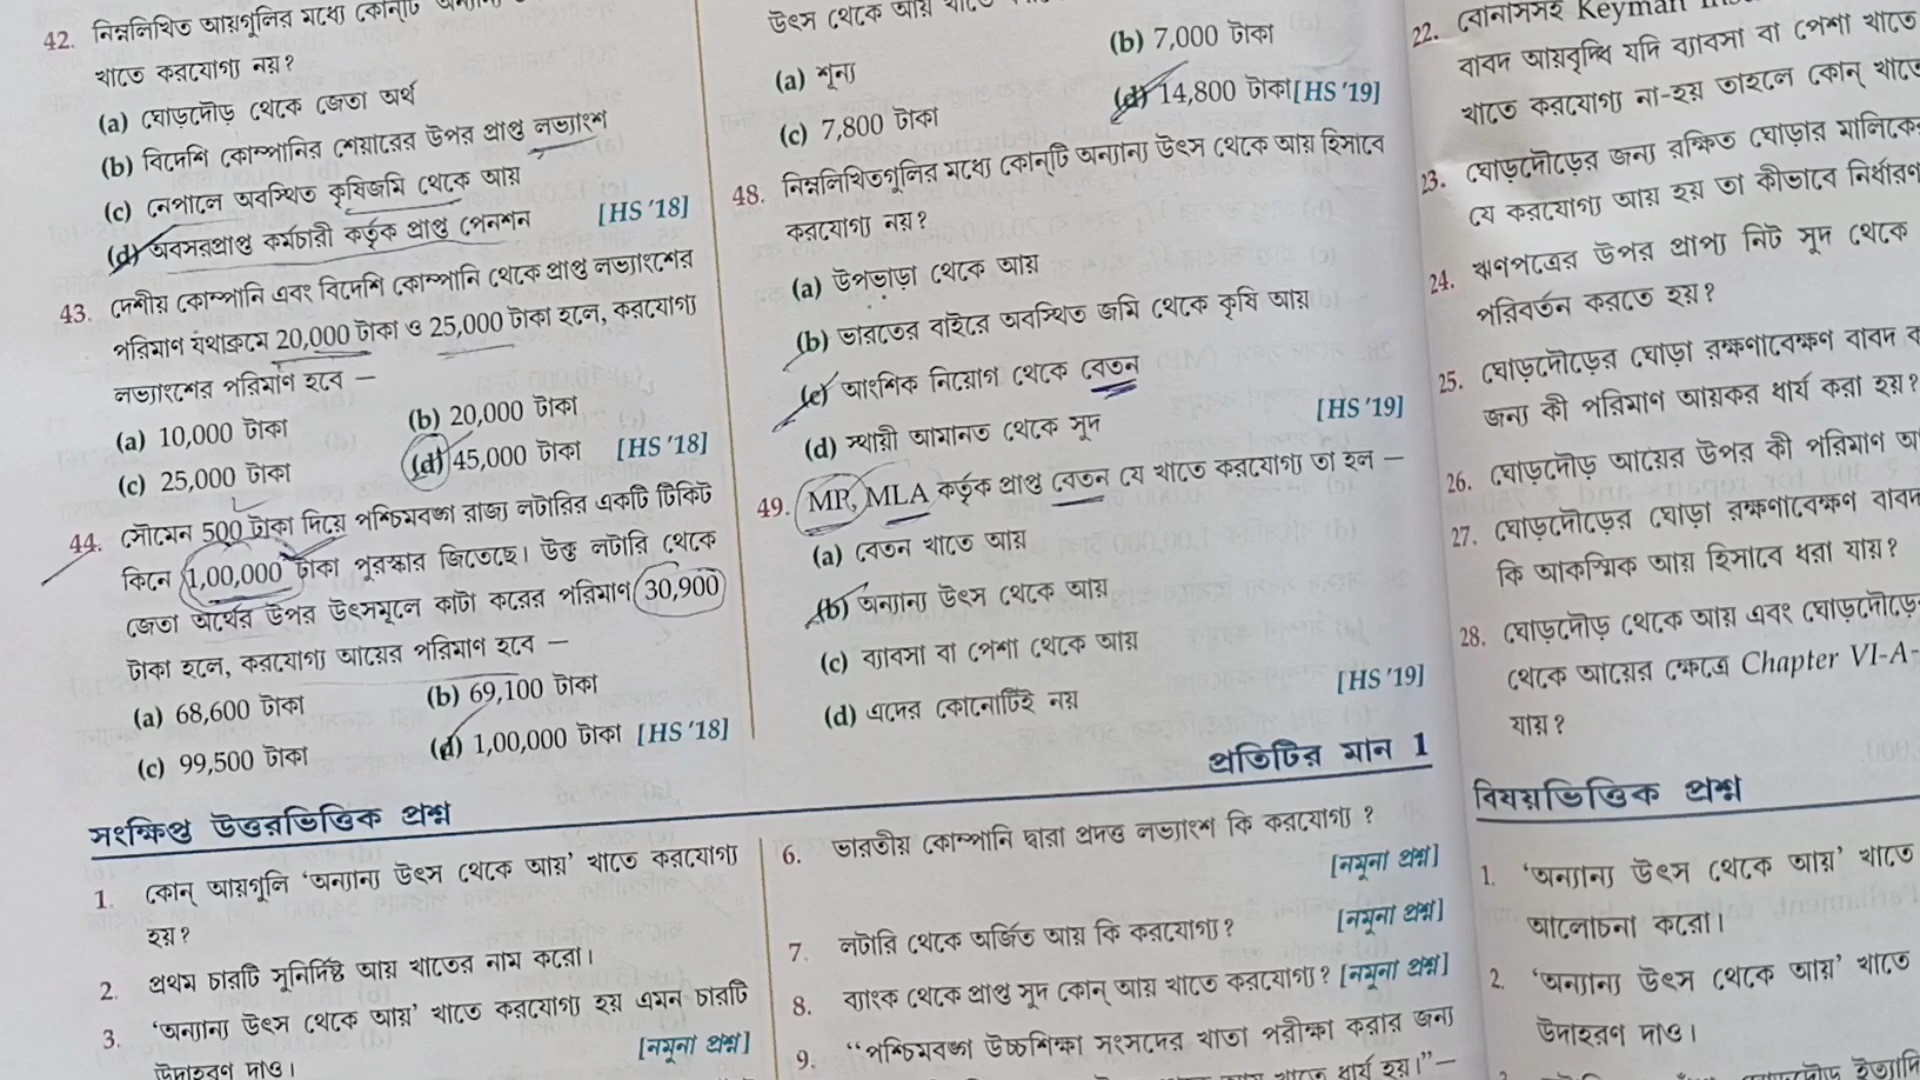 42. নিম্নলিখিত আয়গুলির মধ্যে কোনটি
খাতে করযোগ্য নয়?
(a) ঘোড়দৌড় থেকে জেতা অর্থ
(b) বিদেশি কোম্পানির শেয়ারের উপর প্রাপ্ত লভ্যাংশ
(c) নেপালে অবস্থিত কৃষিজমি থেকে আয়
(d) অবসরপ্রাপ্ত কর্মচারী কর্তৃক প্রাপ্ত পেনশন [HS '18]
43. দেশীয় কোম্পানি এবং বিদেশি কোম্পানি থেকে প্রাপ্ত লভ্যাংশের
পরিমাণ যথাক্রমে 20,000 টাকা ও 25,000 টাকা হলে, করযোগ্য
লভ্যাংশের পরিমাণ হবে —
(a) 10,000 টাকা (b) 20,000 টাকা
(c) 25,000 টাকা (d) 45,000 টাকা [HS '18]
44. সৌমেন 500 টাকা দিয়ে পশ্চিমবঙ্গ রাজ্য লটারির একটি টিকিট
কিনে 1,00,000 টাকা পুরস্কার জিতেছে। উক্ত লটারি থেকে
জেতা অর্থের উপর উৎসমূলে কাটা করের পরিমাণ 30,900
টাকা হলে, করযোগ্য আয়ের পরিমাণ হবে —
(a) 68,600 টাকা (b) 69,100 টাকা
(c) 99,500 টাকা (d) 1,00,000 টাকা [HS '18]
উৎস থেকে আয়
(a) শূন্য (b) 7,000 টাকা
(c) 7,800 টাকা (d) 14,800 টাকা [HS '19]
48. নিম্নলিখিতগুলির মধ্যে কোন্‌টি অন্যান্য উৎস থেকে আয় হিসাবে
করযোগ্য নয়?
(a) উপভাড়া থেকে আয়
(b) ভারতের বাইরে অবস্থিত জমি থেকে কৃষি আয়
(c) আংশিক নিয়োগ থেকে বেতন
(d) স্থায়ী আমানত থেকে সুদ [HS '19]
49. MP, MLA কর্তৃক প্রাপ্ত বেতন যে খাতে করযোগ্য তা হল —
(a) বেতন খাতে আয়
(b) অন্যান্য উৎস থেকে আয়
(c) ব্যাবসা বা পেশা থেকে আয়
(d) এদের কোনোটিই নয় [HS '19]
সংক্ষিপ্ত উত্তরভিত্তিক প্রশ্ন প্রতিটির মান 1
1. কোন্ আয়গুলি ‘অন্যান্য উৎস থেকে আয়’ খাতে করযোগ্য
হয়?
2. প্রথম চারটি সুনির্দিষ্ট আয় খাতের নাম করো।
3. ‘অন্যান্য উৎস থেকে আয়’ খাতে করযোগ্য হয় এমন চারটি
উদাহরণ দাও। [নমুনা প্রশ্ন]
6. ভারতীয় কোম্পানি দ্বারা প্রদত্ত লভ্যাংশ কি করযোগ্য ?
[নমুনা প্রশ্ন]
7. লটারি থেকে অর্জিত আয় কি করযোগ্য? [নমুনা প্রশ্ন]
8. ব্যাংক থেকে প্রাপ্ত সুদ কোন্ আয় খাতে করযোগ্য? [নমুনা প্রশ্ন]
9. “পশ্চিমবঙ্গ উচ্চশিক্ষা সংসদের খাতা পরীক্ষা করার জন্য
খাতে ধার্য হয়।”—
22. বোনাসসহ Keyman
বাবদ আয়বৃদ্ধি যদি ব্যাবসা বা পেশা খাতে
খাতে করযোগ্য না-হয় তাহলে কোন্ খাতে
23. ঘোড়দৌড়ের জন্য রক্ষিত ঘোড়ার মালিকের
যে করযোগ্য আয় হয় তা কীভাবে নির্ধারণ
24. ঋণপত্রের উপর প্রাপ্য নিট সুদ থেকে
পরিবর্তন করতে হয়?
25. ঘোড়দৌড়ের ঘোড়া রক্ষণাবেক্ষণ বাবদ
জন্য কী পরিমাণ আয়কর ধার্য করা হয়?
26. ঘোড়দৌড় আয়ের উপর কী পরিমাণ
27. ঘোড়দৌড়ের ঘোড়া রক্ষণাবেক্ষণ বাবদ
কি আকস্মিক আয় হিসাবে ধরা যায়?
28. ঘোড়দৌড় থেকে আয় এবং ঘোড়দৌড়ে
থেকে আয়ের ক্ষেত্রে Chapter VI-A-
যায়?
বিষয়ভিত্তিক প্রশ্ন
1. ‘অন্যান্য উৎস থেকে আয়’ খাতে
আলোচনা করো।
2. ‘অন্যান্য উৎস থেকে আয়’ খাতে
উদাহরণ দাও।